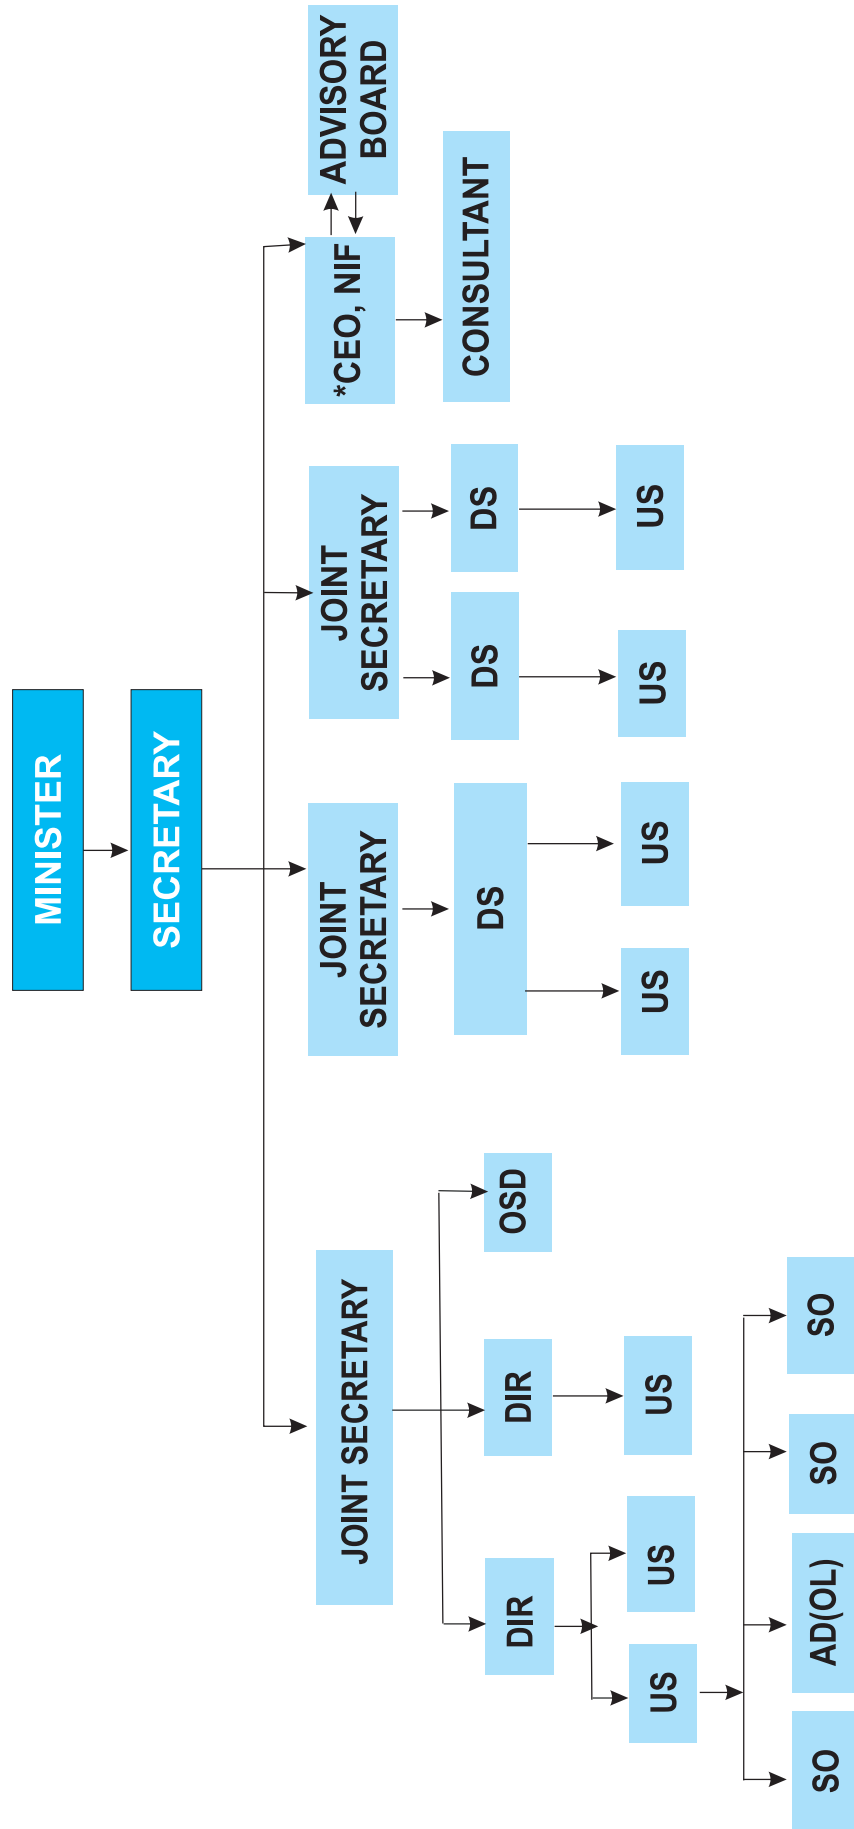 MINISTER
SECRETARY
JOINT SECRETARY
JOINT
SECRETARY
JOINT
SECRETARY
*CEO, NIF
ADVISORY
BOARD
DIR
DIR
OSD
DS
DS
DS
CONSULTANT
US
US
US
US
US
US
US
SO
AD(OL)
SO
SO